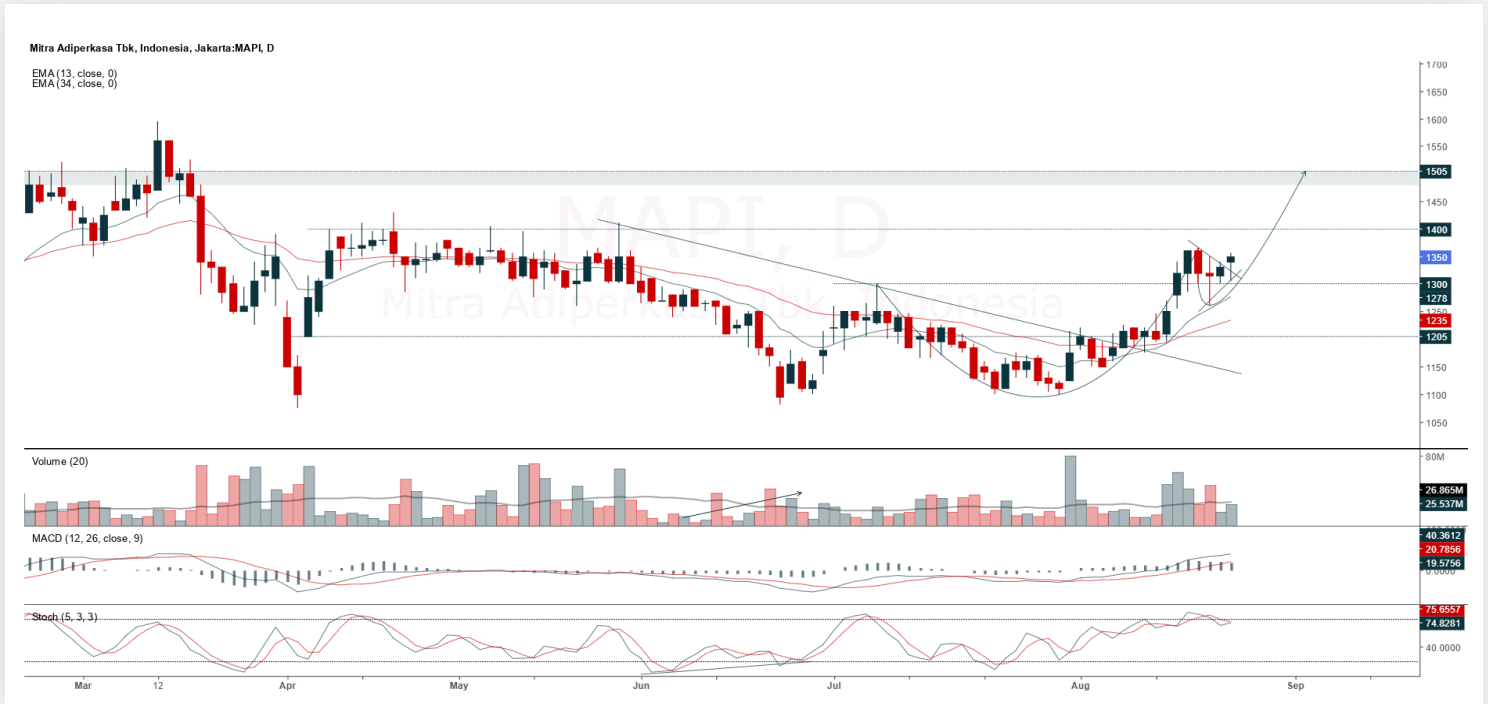 Mitra Adiperkasa Tbk, Indonesia, Jakarta:MAPI, D
EMA (13, close, 0)
EMA (34, close, 0)
MAPI, D
Mitra Adiperkasa Tbk, Indonesia
1700
1650
1600
1550
1505
1450
1400
1350
1300
1278
1250
1235
1205
1150
1100
1050
Volume (20)
80M
26.865M
25.537M
MACD (12, 26, close, 9)
40.3612
20.7856
19.5756
0.0000
Stoch (5, 3, 3)
75.6557
74.8281
40.0000
Mar 12 Apr May Jun Jul Aug Sep